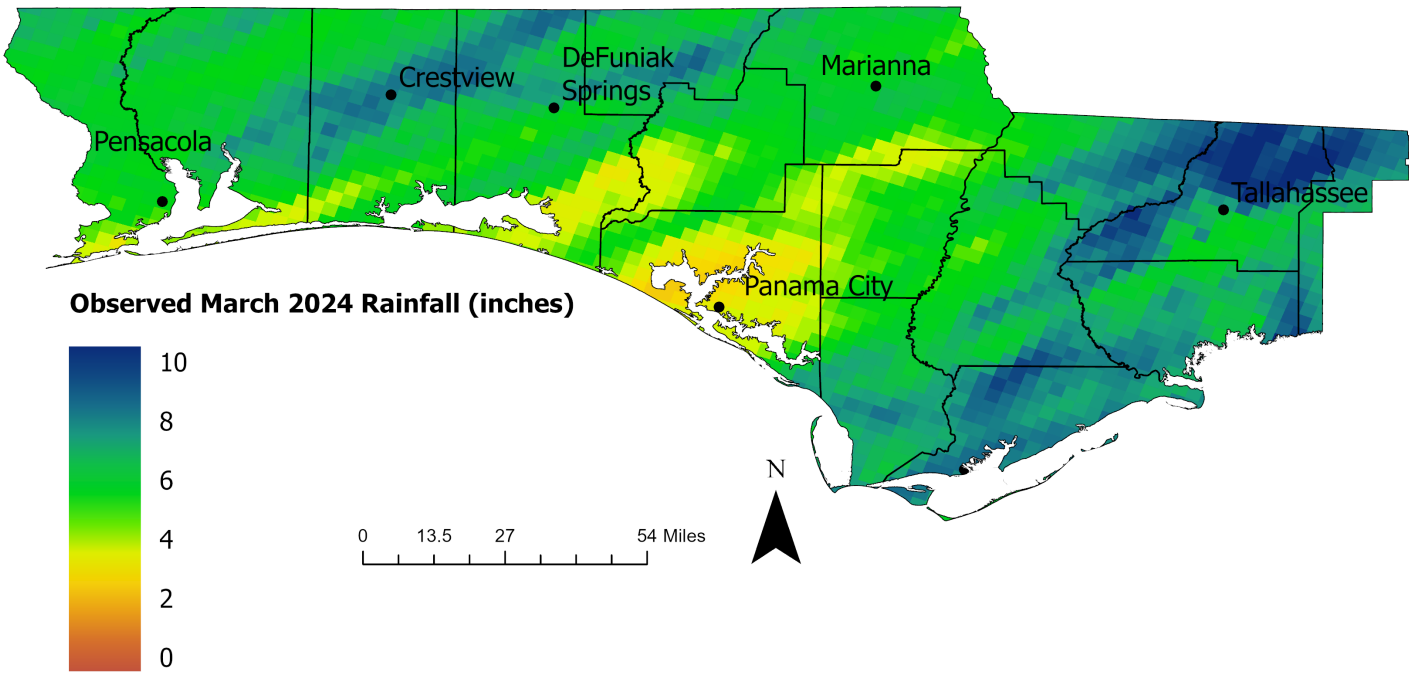 DeFuniak
Springs
Crestview
Marianna
Pensacola
Tallahassee
Panama City
Observed March 2024 Rainfall (inches)
10
8
6
4
2
0
N
0 13.5 27 54 Miles